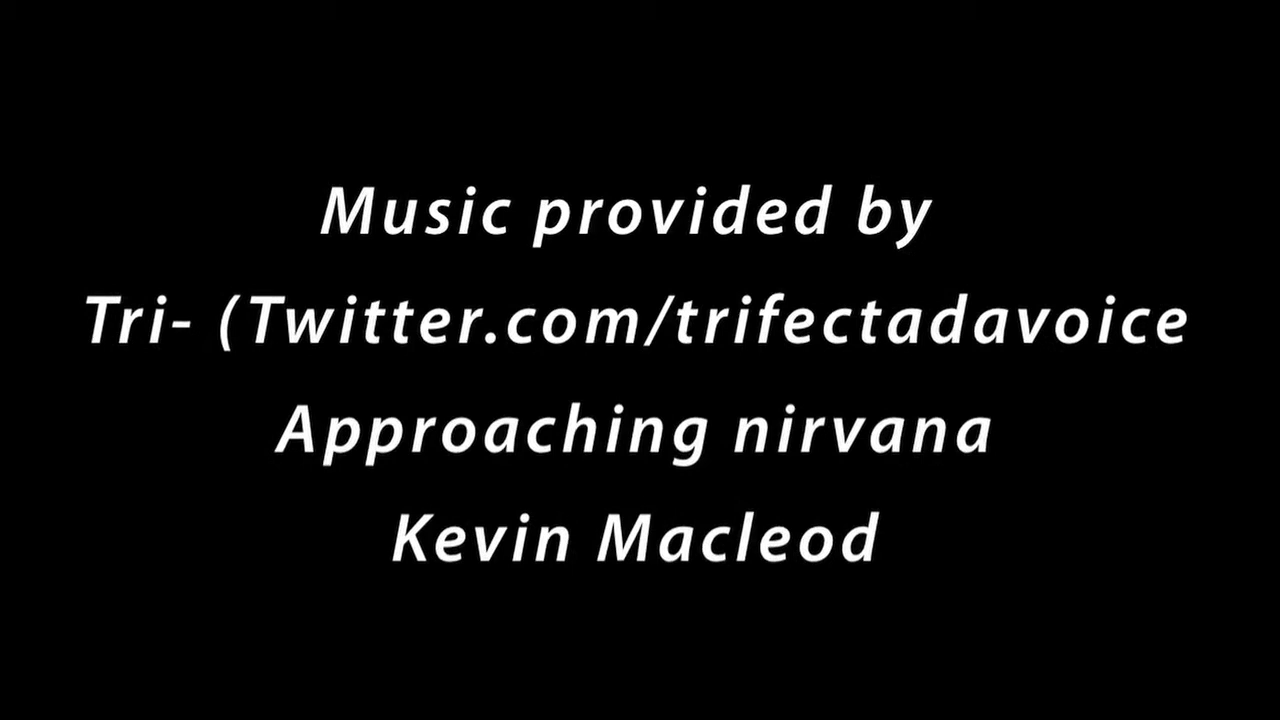 Music provided by
Tri- (Twitter.com/trifectadavoice
Approaching nirvana
Kevin Macleod